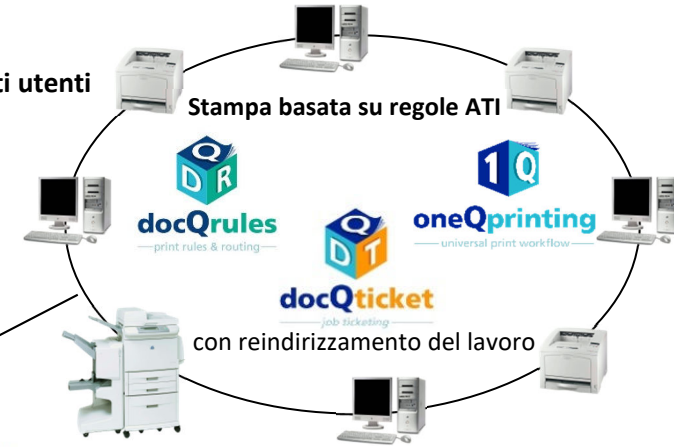 ti utenti
Stampa basata su regole ATI
Q
D R
docQrules
print rules & routing
1 Q
oneQprinting
universal print workflow
Q
D T
docQticket
job ticketing
con reindirizzamento del lavoro